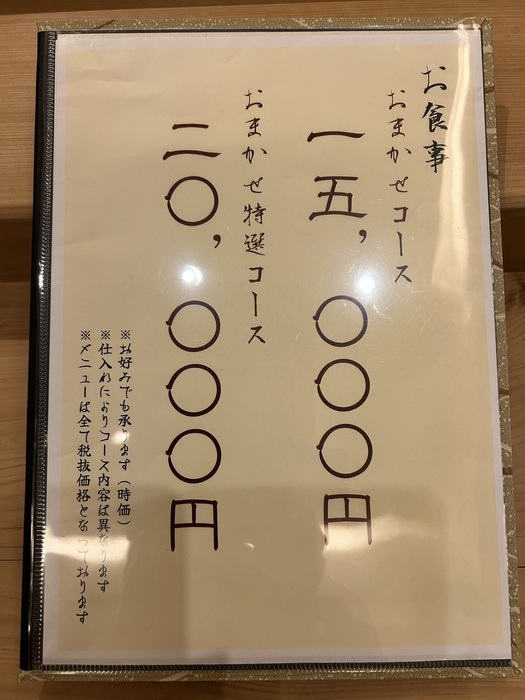 お食事
おまかせコース
一五,〇〇〇円
おまかせ特選コース
二〇,〇〇〇円
※お好みでも承ります（時価）
※仕入れによりコース内容は異なります
※メニューは全て税抜価格となっております